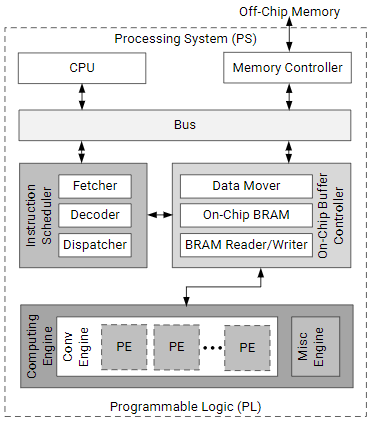 Off-Chip Memory
Processing System (PS)
CPU
Memory Controller
Bus
Instruction
Scheduler
Fetcher
Decoder
Dispatcher
Data Mover
On-Chip BRAM
BRAM Reader/Writer
On-Chip Buffer
Controller
Computing
Engine
Conv
Engine
PE
PE
PE
Misc
Engine
Programmable Logic (PL)